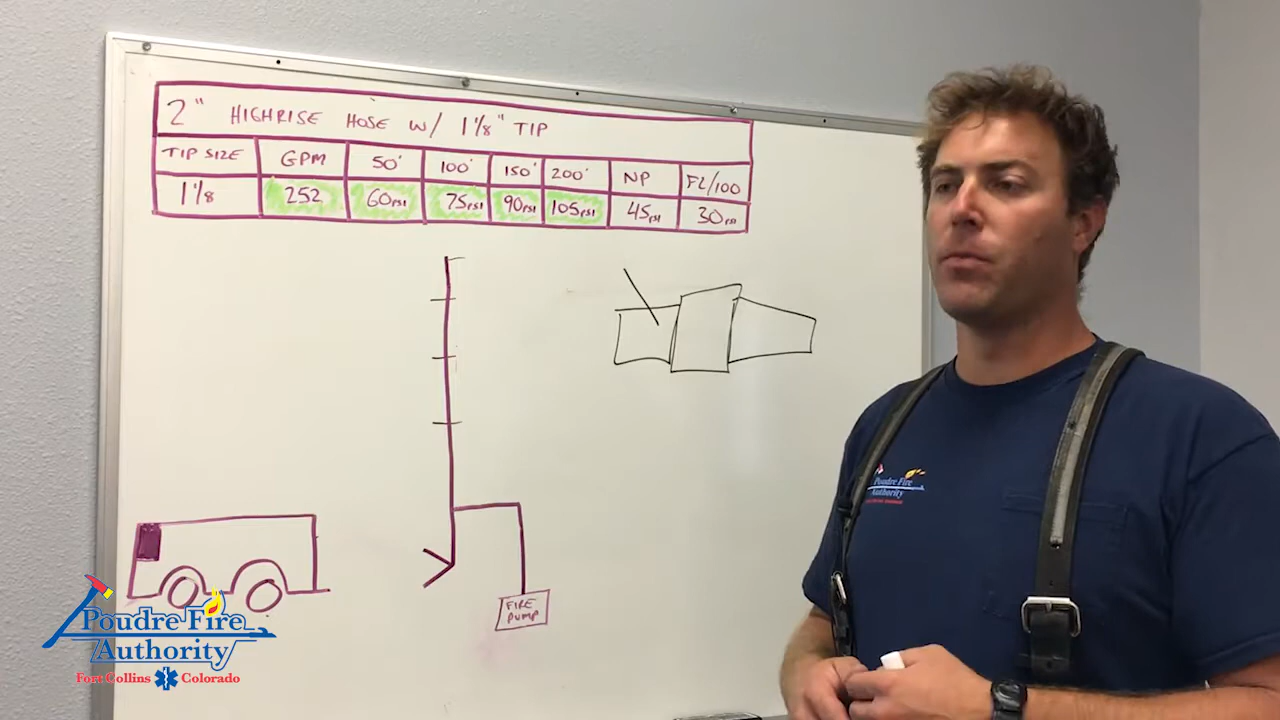 2" HIGHRISE HOSE W/ 1 1/8" TIP
TIP SIZE GPM 50' 100' 150' 200' NP FL/100
1 1/8 252 60PSI 75PSI 90PSI 105PSI 45PSI 30PSI
FIRE
PUMP
Poudre Fire
Authority
Poudre Fire
Authority
Fort Collins Colorado